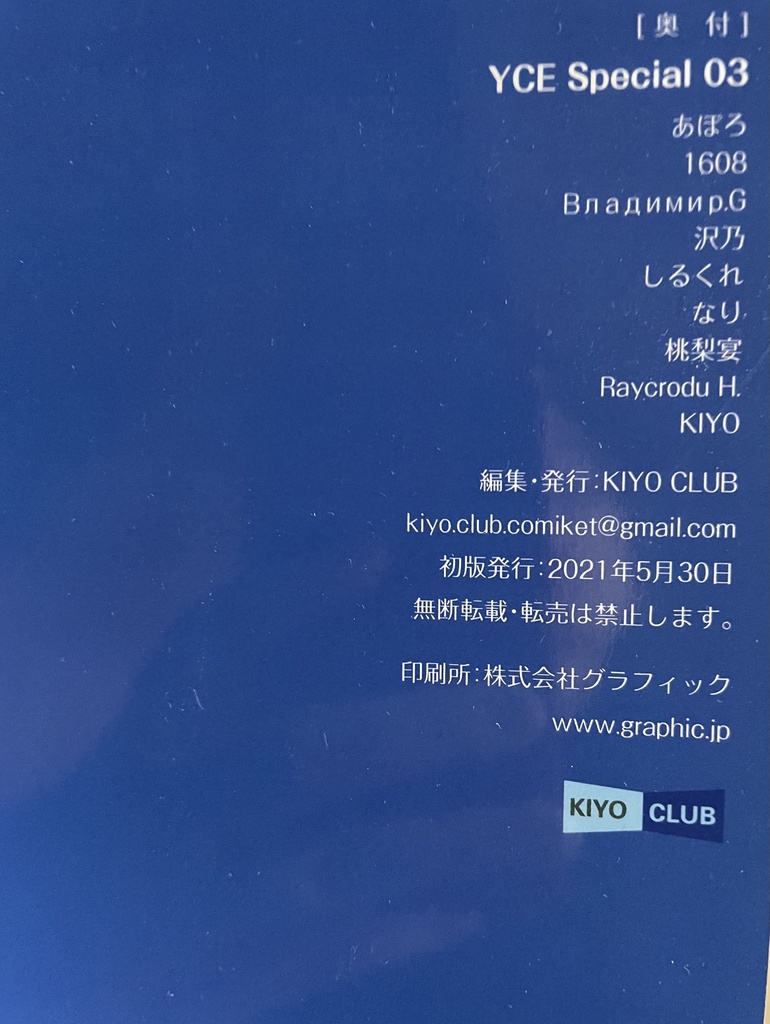 [奥　付]
YCE Special 03
あぽろ
1608
Владимир.G
沢乃
しるくれ
なり
桃梨宴
Raycrodu H.
KIYO
編集・発行:KIYO CLUB
kiyo.club.comiket@gmail.com
初版発行:2021年5月30日
無断転載・転売は禁止します。
印刷所:株式会社グラフィック
www.graphic.jp
KIYO CLUB